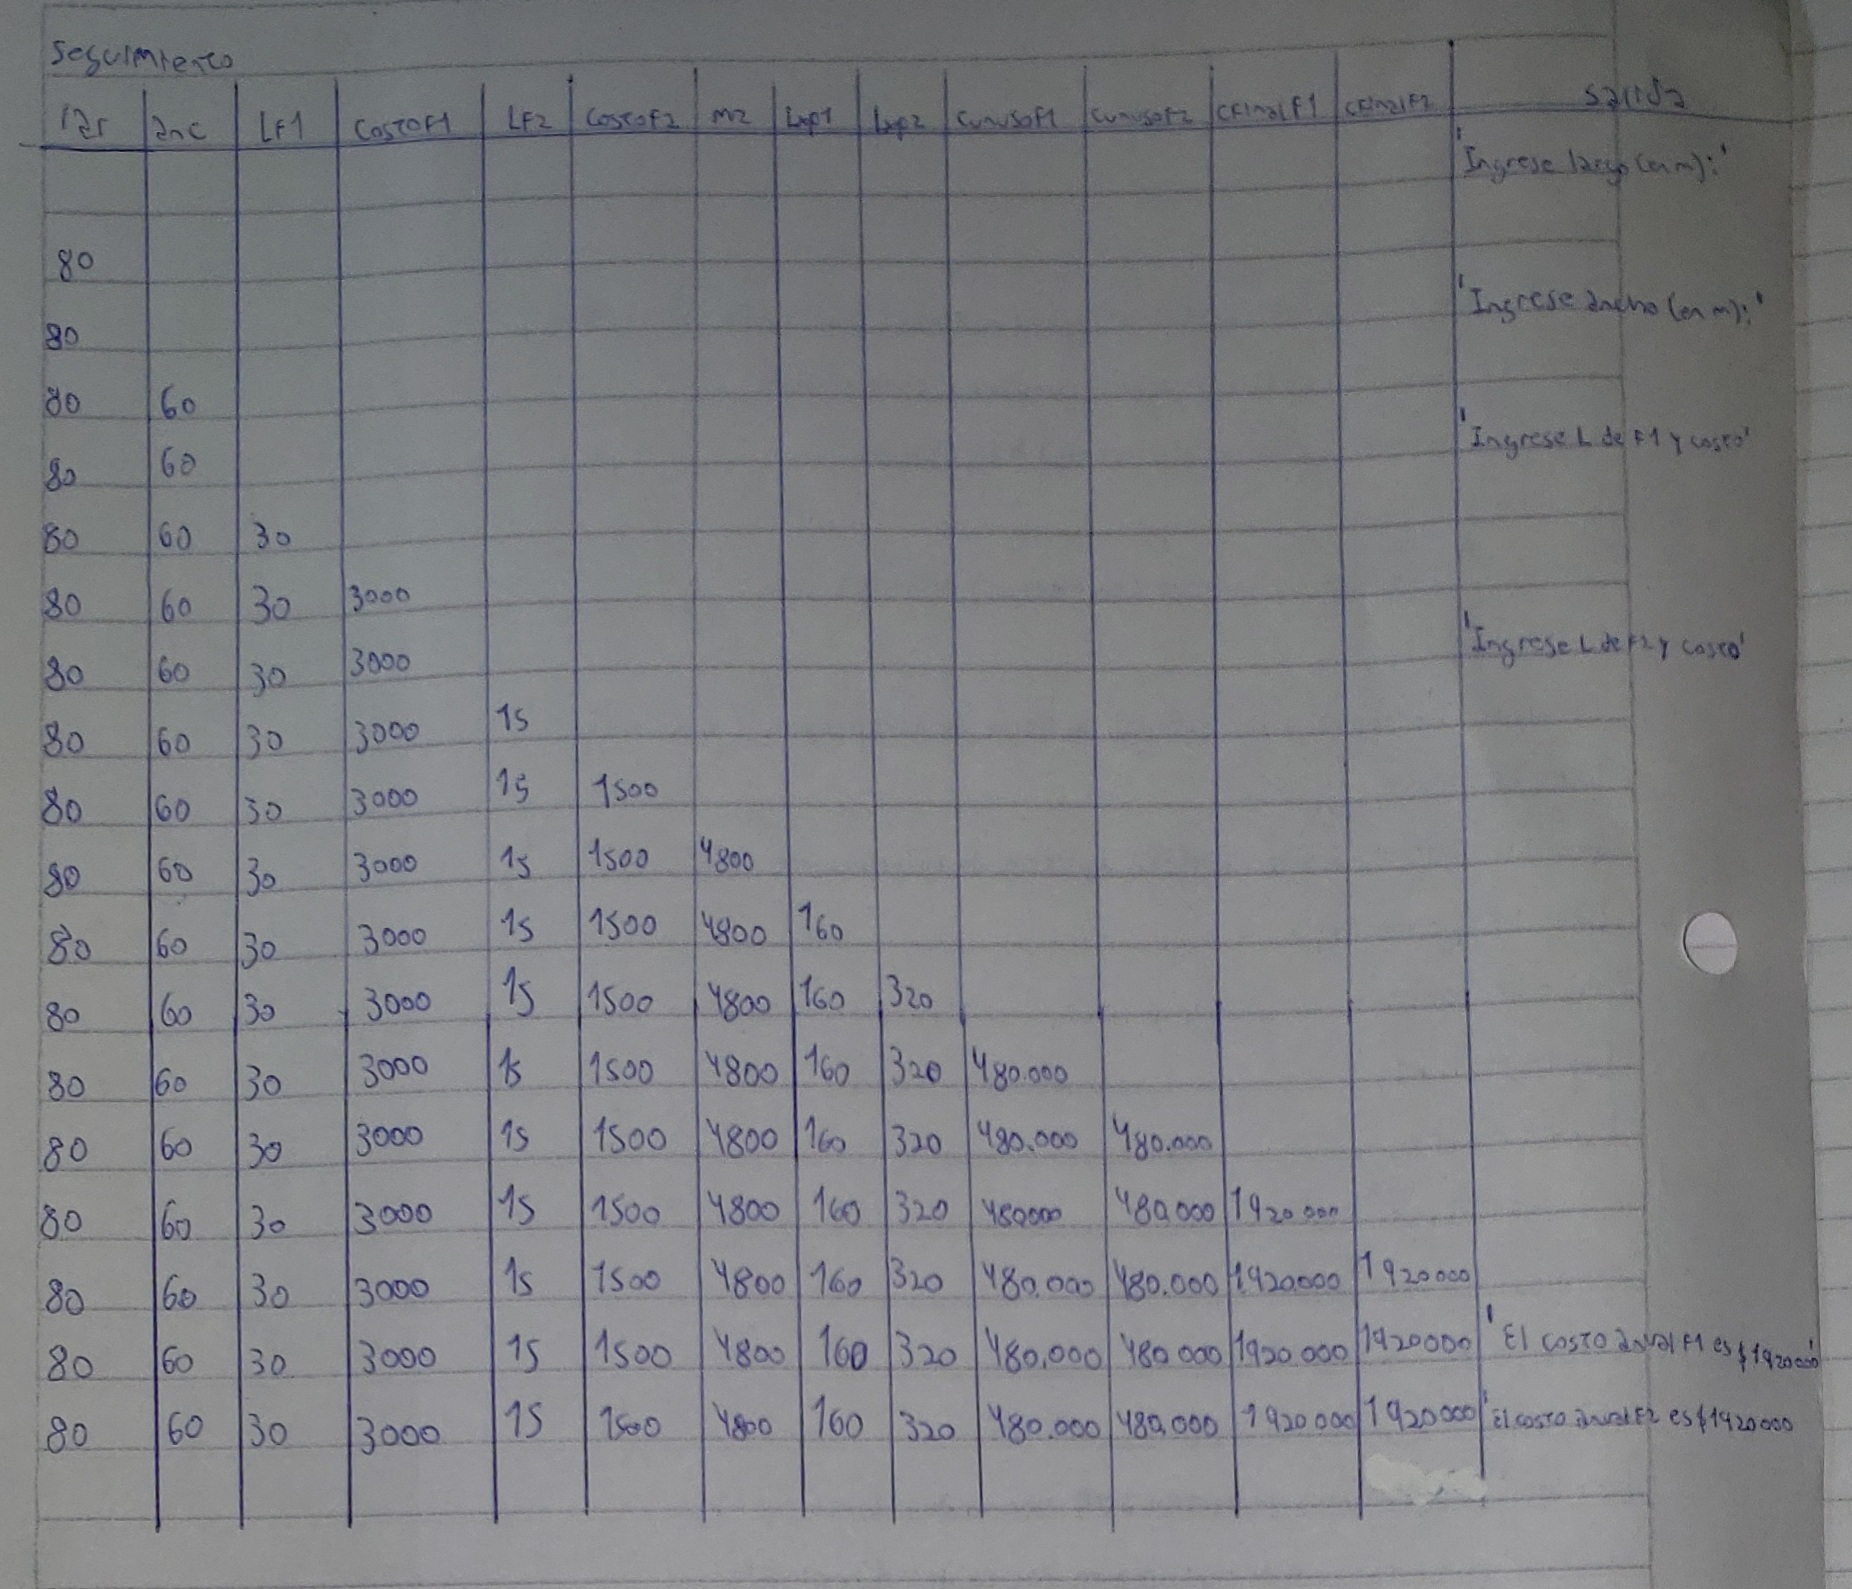 Seguimiento
lar anc LF1 CostoF1 LF2 CostoF2 m2 CunusoF1 CunusoF2 CFinalF1 CFinalF2 Salida
'Ingrese largo (en m):'
80
80 'Ingrese ancho (en m):'
80 60
80 60 'Ingrese L de F1 y costo'
80 60 30
80 60 30 3000
80 60 30 3000 'Ingrese L de F2 y costo'
80 60 30 3000 15
80 60 30 3000 15 1500
80 60 30 3000 15 1500 4800
80 60 30 3000 15 1500 4800 160
80 60 30 3000 15 1500 4800 160 320
80 60 30 3000 15 1500 4800 160 320 480.000
80 60 30 3000 15 1500 4800 160 320 480.000 480.000
80 60 30 3000 15 1500 4800 160 320 480000 480.000 1920.000
80 60 30 3000 15 1500 4800 160 320 480.000 480.000 1920.000 1920000
80 60 30 3000 15 1500 4800 160 320 480.000 480.000 1920.000 1920000 'El costo anual F1 es $1920000'
80 60 30 3000 15 1500 4800 160 320 480.000 480.000 1920.000 1920000 'El costo anual F2 es $1920000